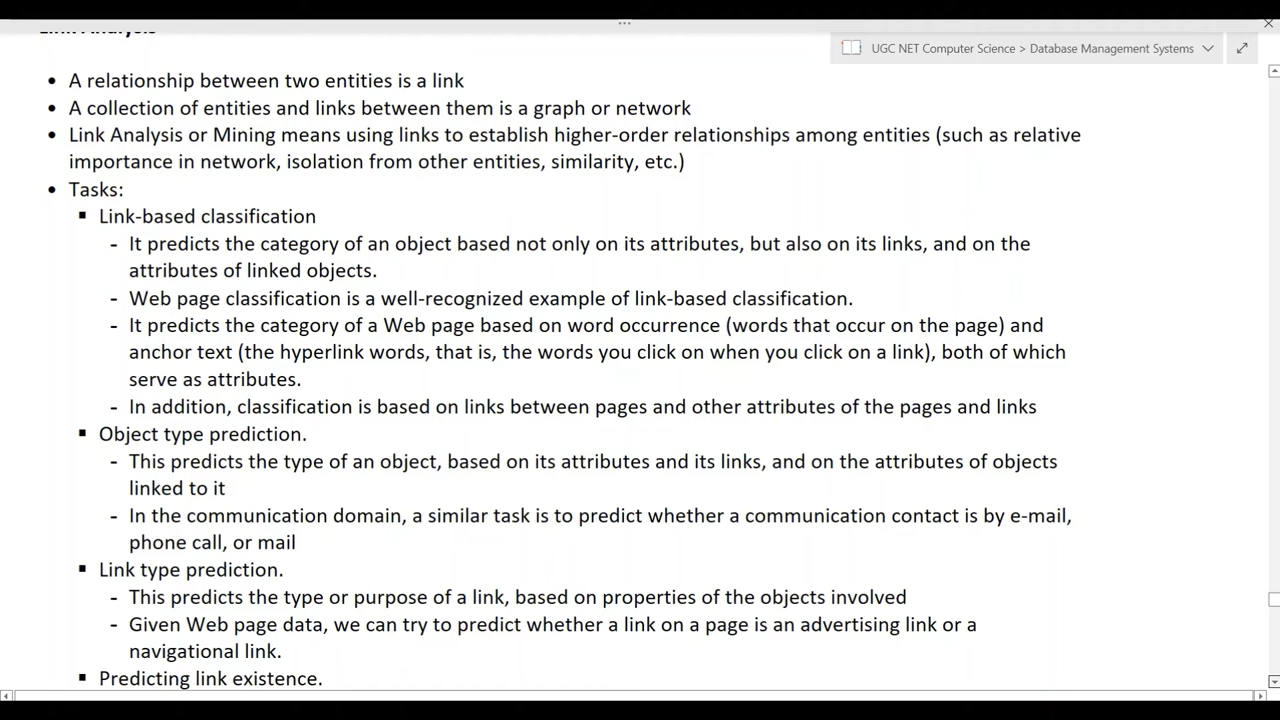 Link Analysis
UGC NET Computer Science > Database Management Systems
• A relationship between two entities is a link
• A collection of entities and links between them is a graph or network
• Link Analysis or Mining means using links to establish higher-order relationships among entities (such as relative
importance in network, isolation from other entities, similarity, etc.)
• Tasks:
▪ Link-based classification
- It predicts the category of an object based not only on its attributes, but also on its links, and on the
attributes of linked objects.
- Web page classification is a well-recognized example of link-based classification.
- It predicts the category of a Web page based on word occurrence (words that occur on the page) and
anchor text (the hyperlink words, that is, the words you click on when you click on a link), both of which
serve as attributes.
- In addition, classification is based on links between pages and other attributes of the pages and links
▪ Object type prediction.
- This predicts the type of an object, based on its attributes and its links, and on the attributes of objects
linked to it
- In the communication domain, a similar task is to predict whether a communication contact is by e-mail,
phone call, or mail
▪ Link type prediction.
- This predicts the type or purpose of a link, based on properties of the objects involved
- Given Web page data, we can try to predict whether a link on a page is an advertising link or a
navigational link.
▪ Predicting link existence.